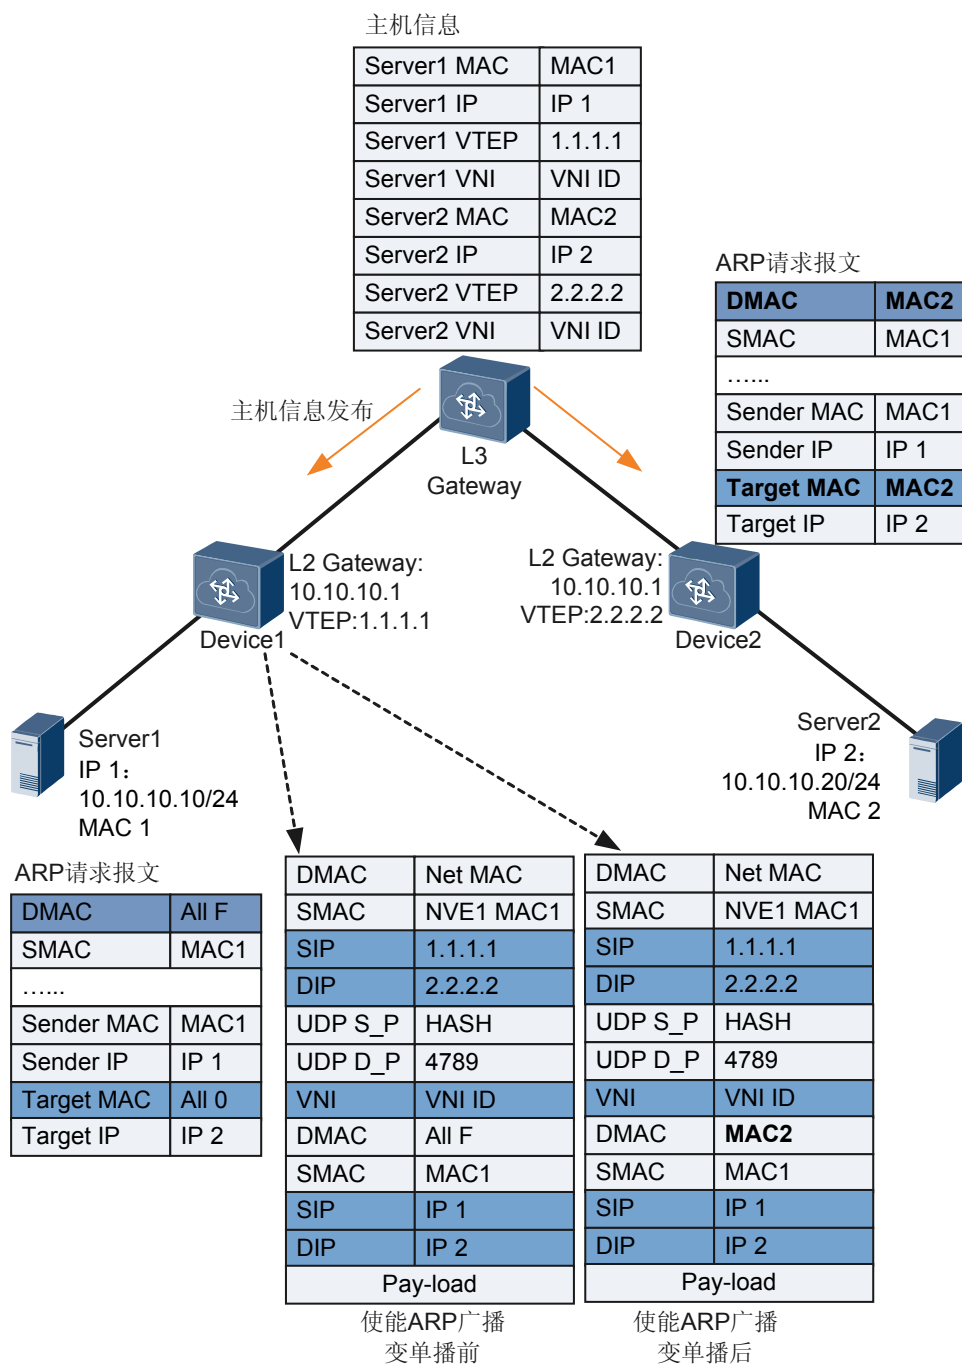 主机信息
Server1 MAC MAC1
Server1 IP IP 1
Server1 VTEP 1.1.1.1
Server1 VNI VNI ID
Server2 MAC MAC2
Server2 IP IP 2
Server2 VTEP 2.2.2.2
Server2 VNI VNI ID
ARP请求报文
DMAC MAC2
SMAC MAC1
…...
Sender MAC MAC1
Sender IP IP 1
Target MAC MAC2
Target IP IP 2
主机信息发布
L3
Gateway
L2 Gateway:
10.10.10.1
VTEP:1.1.1.1
Device1
L2 Gateway:
10.10.10.1
VTEP:2.2.2.2
Device2
Server1
IP 1：
10.10.10.10/24
MAC 1
Server2
IP 2：
10.10.10.20/24
MAC 2
ARP请求报文
DMAC All F
SMAC MAC1
…...
Sender MAC MAC1
Sender IP IP 1
Target MAC All 0
Target IP IP 2
DMAC Net MAC
SMAC NVE1 MAC1
SIP 1.1.1.1
DIP 2.2.2.2
UDP S_P HASH
UDP D_P 4789
VNI VNI ID
DMAC All F
SMAC MAC1
SIP IP 1
DIP IP 2
Pay-load
使能ARP广播
变单播前
DMAC Net MAC
SMAC NVE1 MAC1
SIP 1.1.1.1
DIP 2.2.2.2
UDP S_P HASH
UDP D_P 4789
VNI VNI ID
DMAC MAC2
SMAC MAC1
SIP IP 1
DIP IP 2
Pay-load
使能ARP广播
变单播后